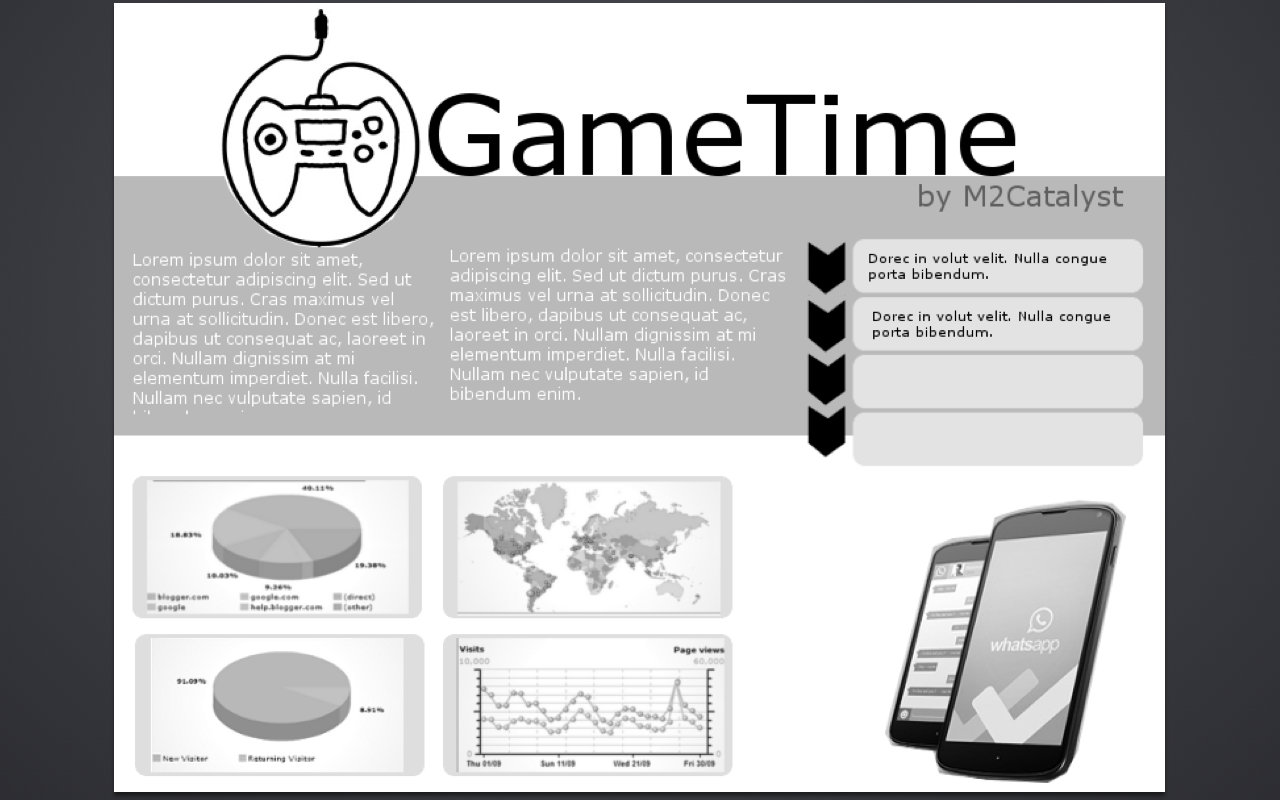 GameTime
by M2Catalyst
Lorem ipsum dolor sit amet,
consectetur adipiscing elit. Sed ut
dictum purus. Cras maximus vel
urna at sollicitudin. Donec est libero,
dapibus ut consequat ac, laoreet in
orci. Nullam dignissim at mi
elementum imperdiet. Nulla facilisi.
Nullam nec vulputate sapien, id
Lorem ipsum dolor sit amet, consectetur
adipiscing elit. Sed ut dictum purus. Cras
maximus vel urna at sollicitudin. Donec
est libero, dapibus ut consequat ac,
laoreet in orci. Nullam dignissim at mi
elementum imperdiet. Nulla facilisi.
Nullam nec vulputate sapien, id
bibendum enim.
Dorec in volut velit. Nulla congue
porta bibendum.
Dorec in volut velit. Nulla congue
porta bibendum.
18.83%
19.38%
10.03%
9.26%
blogger.com google.com (direct)
google help.blogger.com (other)
91.09%
8.91%
New Visitor Returning Visitor
Visits Page views
10,000 60,000
0 0
Thu 01/09 Sun 11/09 Wed 21/09 Fri 30/09
whatsapp